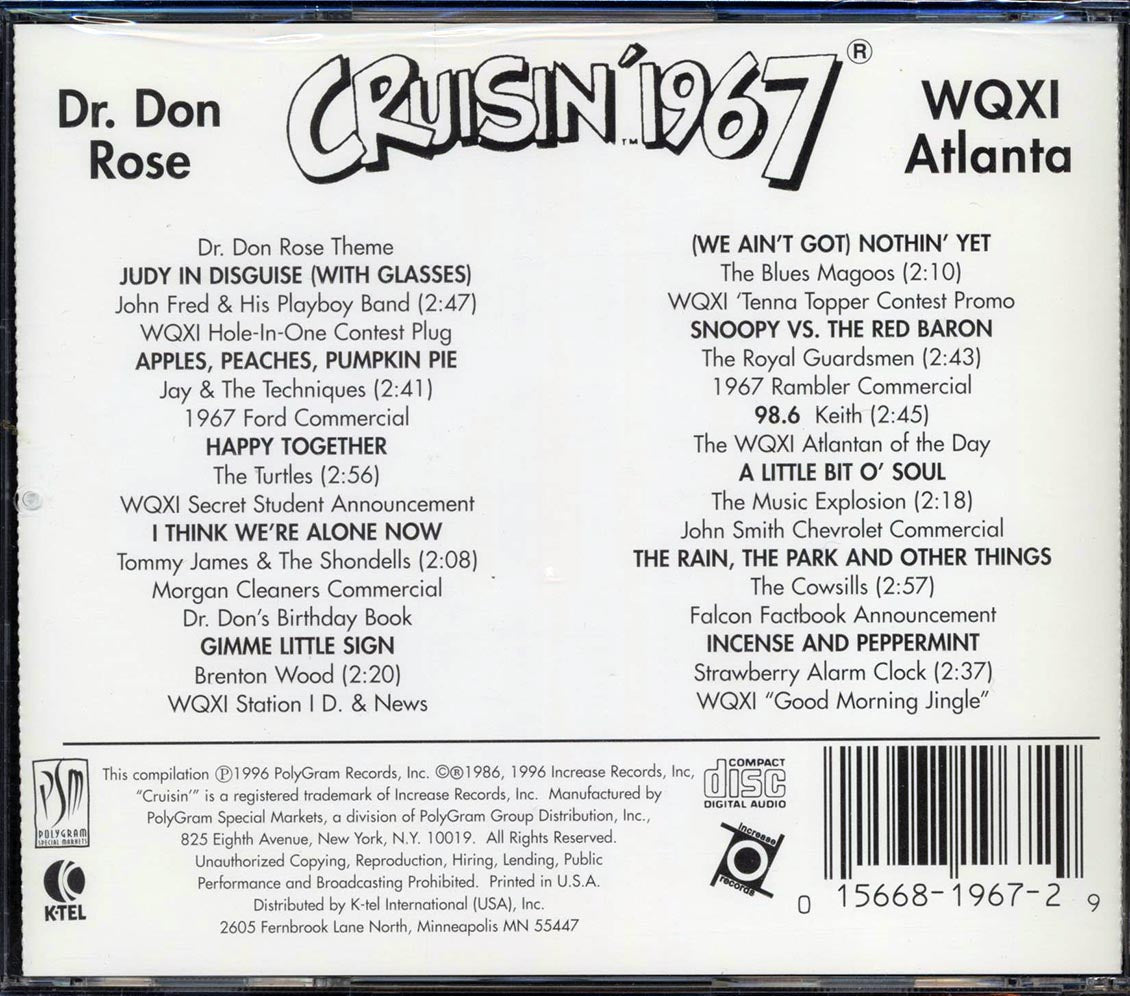 Dr. Don
Rose
CRUISIN'™1967®
WQXI
Atlanta
Dr. Don Rose Theme
JUDY IN DISGUISE (WITH GLASSES)
John Fred & His Playboy Band (2:47)
WQXI Hole-In-One Contest Plug
APPLES, PEACHES, PUMPKIN PIE
Jay & The Techniques (2:41)
1967 Ford Commercial
HAPPY TOGETHER
The Turtles (2:56)
WQXI Secret Student Announcement
I THINK WE'RE ALONE NOW
Tommy James & The Shondells (2:08)
Morgan Cleaners Commercial
Dr. Don's Birthday Book
GIMME LITTLE SIGN
Brenton Wood (2:20)
WQXI Station I D. & News
(WE AIN'T GOT) NOTHIN' YET
The Blues Magoos (2:10)
WQXI 'Tenna Topper Contest Promo
SNOOPY VS. THE RED BARON
The Royal Guardsmen (2:43)
1967 Rambler Commercial
98.6 Keith (2:45)
The WQXI Atlantan of the Day
A LITTLE BIT O' SOUL
The Music Explosion (2:18)
John Smith Chevrolet Commercial
THE RAIN, THE PARK AND OTHER THINGS
The Cowsills (2:57)
Falcon Factbook Announcement
INCENSE AND PEPPERMINT
Strawberry Alarm Clock (2:37)
WQXI "Good Morning Jingle"
PSM
POLYGRAM
SPECIAL MARKETS
K-TEL
This compilation ℗1996 PolyGram Records, Inc. ©®1986, 1996 Increase Records, Inc,
"Cruisin'" is a registered trademark of Increase Records, Inc. Manufactured by
PolyGram Special Markets, a division of PolyGram Group Distribution, Inc.,
825 Eighth Avenue, New York, N.Y. 10019. All Rights Reserved.
Unauthorized Copying, Reproduction, Hiring, Lending, Public
Performance and Broadcasting Prohibited. Printed in U.S.A.
Distributed by K-tel International (USA), Inc.
2605 Fernbrook Lane North, Minneapolis MN 55447
COMPACT
disc
DIGITAL AUDIO
increase
records
0 15668-1967-2 9